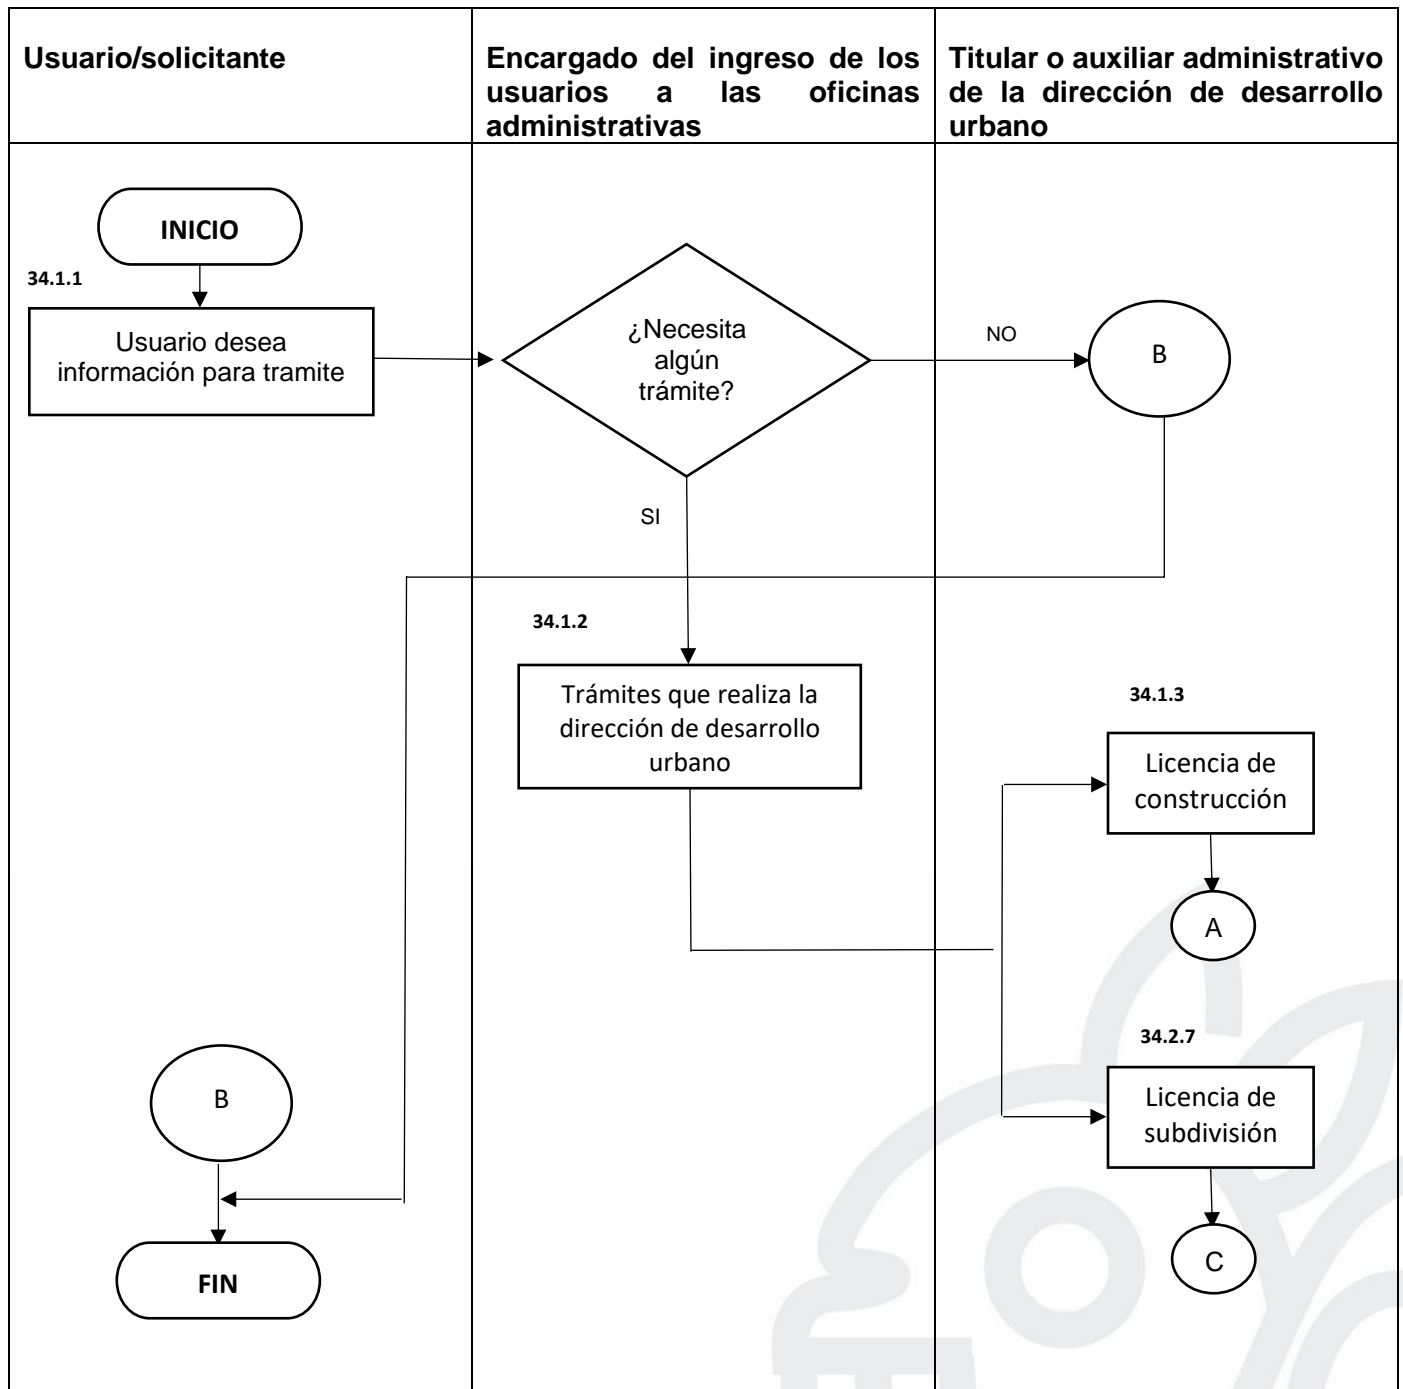 Usuario/solicitante
Encargado del ingreso de los
usuarios a las oficinas
administrativas
Titular o auxiliar administrativo
de la dirección de desarrollo
urbano
INICIO
34.1.1
Usuario desea
información para tramite
¿Necesita
algún
trámite?
NO
B
SI
34.1.2
Trámites que realiza la
dirección de desarrollo
urbano
34.1.3
Licencia de
construcción
A
34.2.7
Licencia de
subdivisión
C
B
FIN